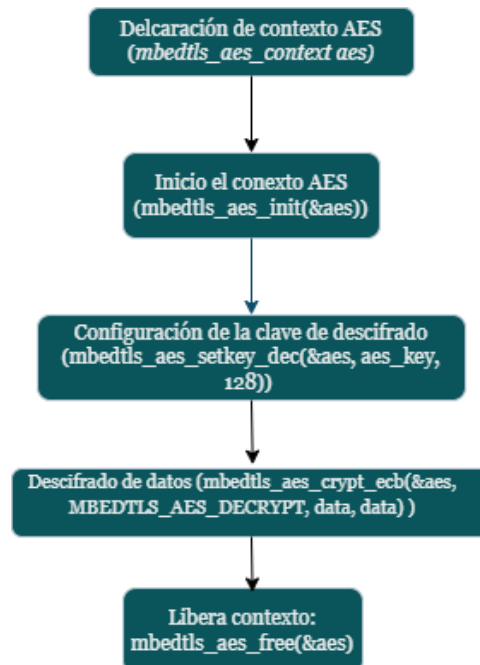 Delcaración de contexto AES
(mbedtls_aes_context aes)
Inicio el conexto AES
(mbedtls_aes_init(&aes))
Configuración de la clave de descifrado
(mbedtls_aes_setkey_dec(&aes, aes_key,
128))
Descifrado de datos (mbedtls_aes_crypt_ecb(&aes,
MBEDTLS_AES_DECRYPT, data, data) )
Libera contexto:
mbedtls_aes_free(&aes)